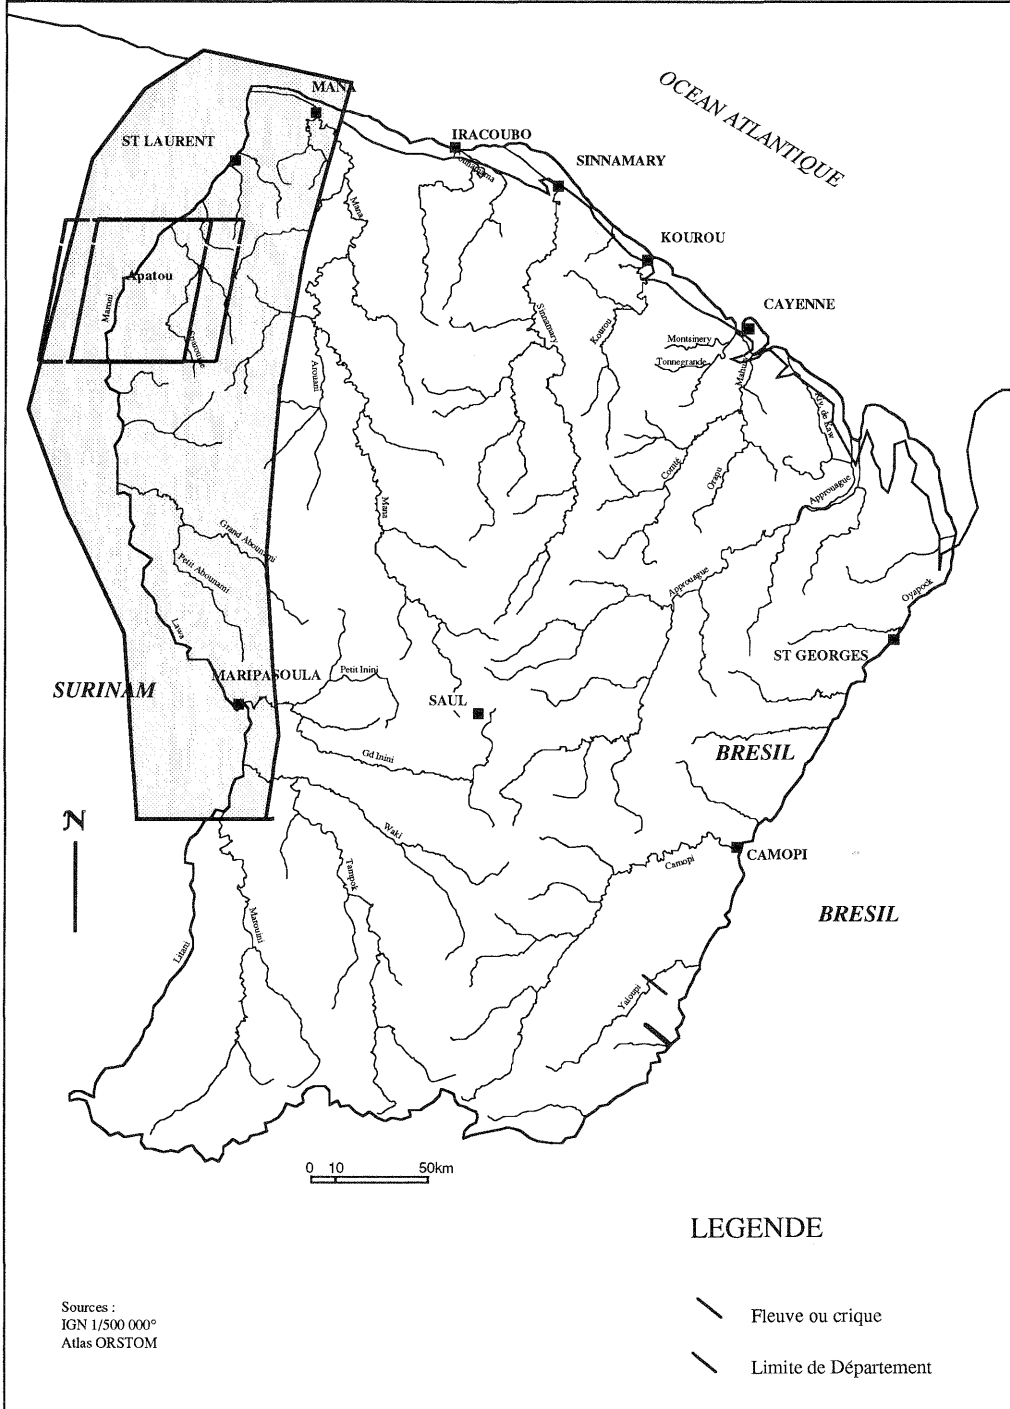 OCEAN ATLANTIQUE
MANA
ST LAURENT
IRACOUBO
SINNAMARY
Mana
KOUROU
Apatou
CAYENNE
Maroni
Sinnamary
Kourou
Montsinery
Tonnegrande
Arouani
Riv. de Kaw
Comté
Orapu
Approuague
Mana
Grand Abounami
Petit Abounami
Approuague
Oyapock
Lawa
ST GEORGES
MARIPASOULA
Petit Inini
SURINAM
SAUL
BRESIL
Gd Inini
N
Waki
CAMOPI
Camopi
Tampok
BRESIL
Marouini
Litani
Yaloupi
0 10 50km
LEGENDE
Sources :
IGN 1/500 000°
Atlas ORSTOM
Fleuve ou crique
Limite de Département